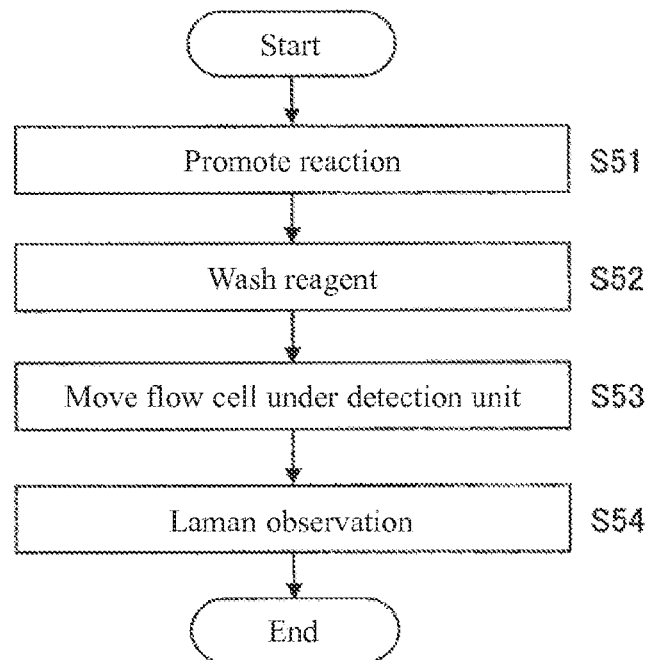 Start
Promote reaction S51
Wash reagent S52
Move flow cell under detection unit S53
Laman observation S54
End